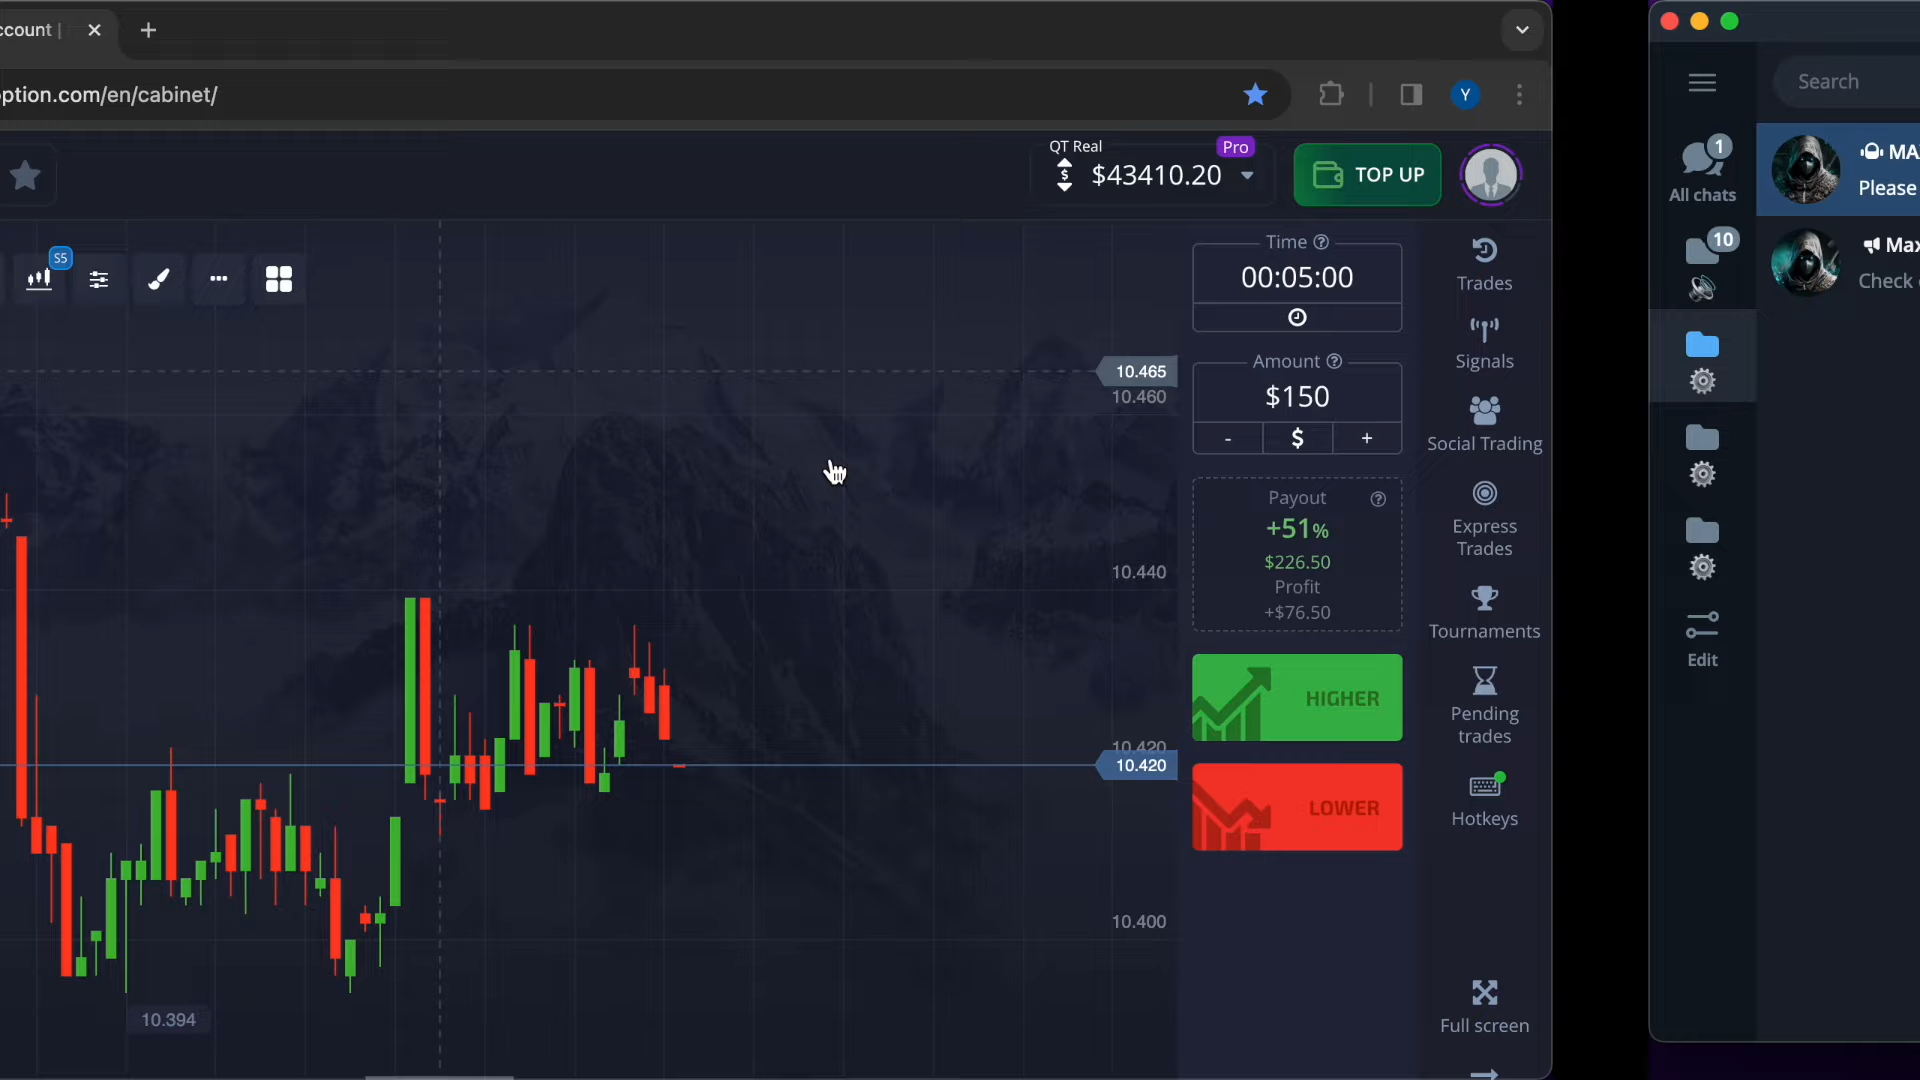 ccount |
ption.com/en/cabinet/
Y
QT Real
Pro
$43410.20
TOP UP
S5
Time
00:05:00
Amount
$150
- $ +
Payout
+51%
$226.50
Profit
+$76.50
HIGHER
LOWER
10.465
10.460
10.440
10.420
10.420
10.400
10.394
Trades
Signals
Social Trading
Express
Trades
Tournaments
Pending
trades
Hotkeys
Full screen
Search
1
All chats
10
Edit
MAX
Please
Max
Check